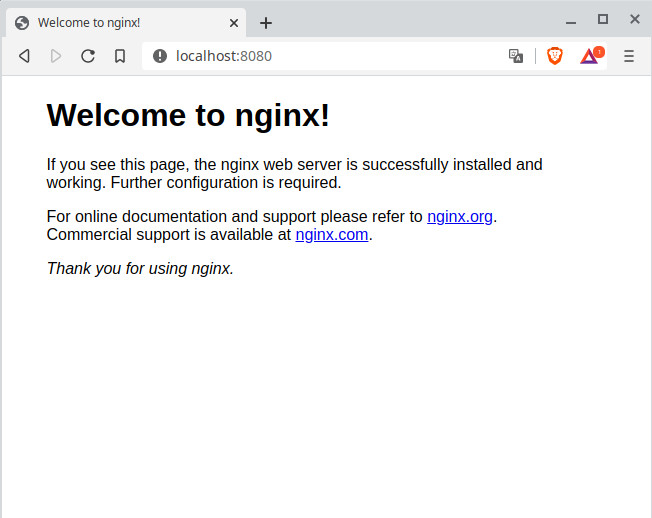 Welcome to nginx!
localhost:8080
1
Welcome to nginx!
If you see this page, the nginx web server is successfully installed and
working. Further configuration is required.
For online documentation and support please refer to nginx.org.
Commercial support is available at nginx.com.
Thank you for using nginx.